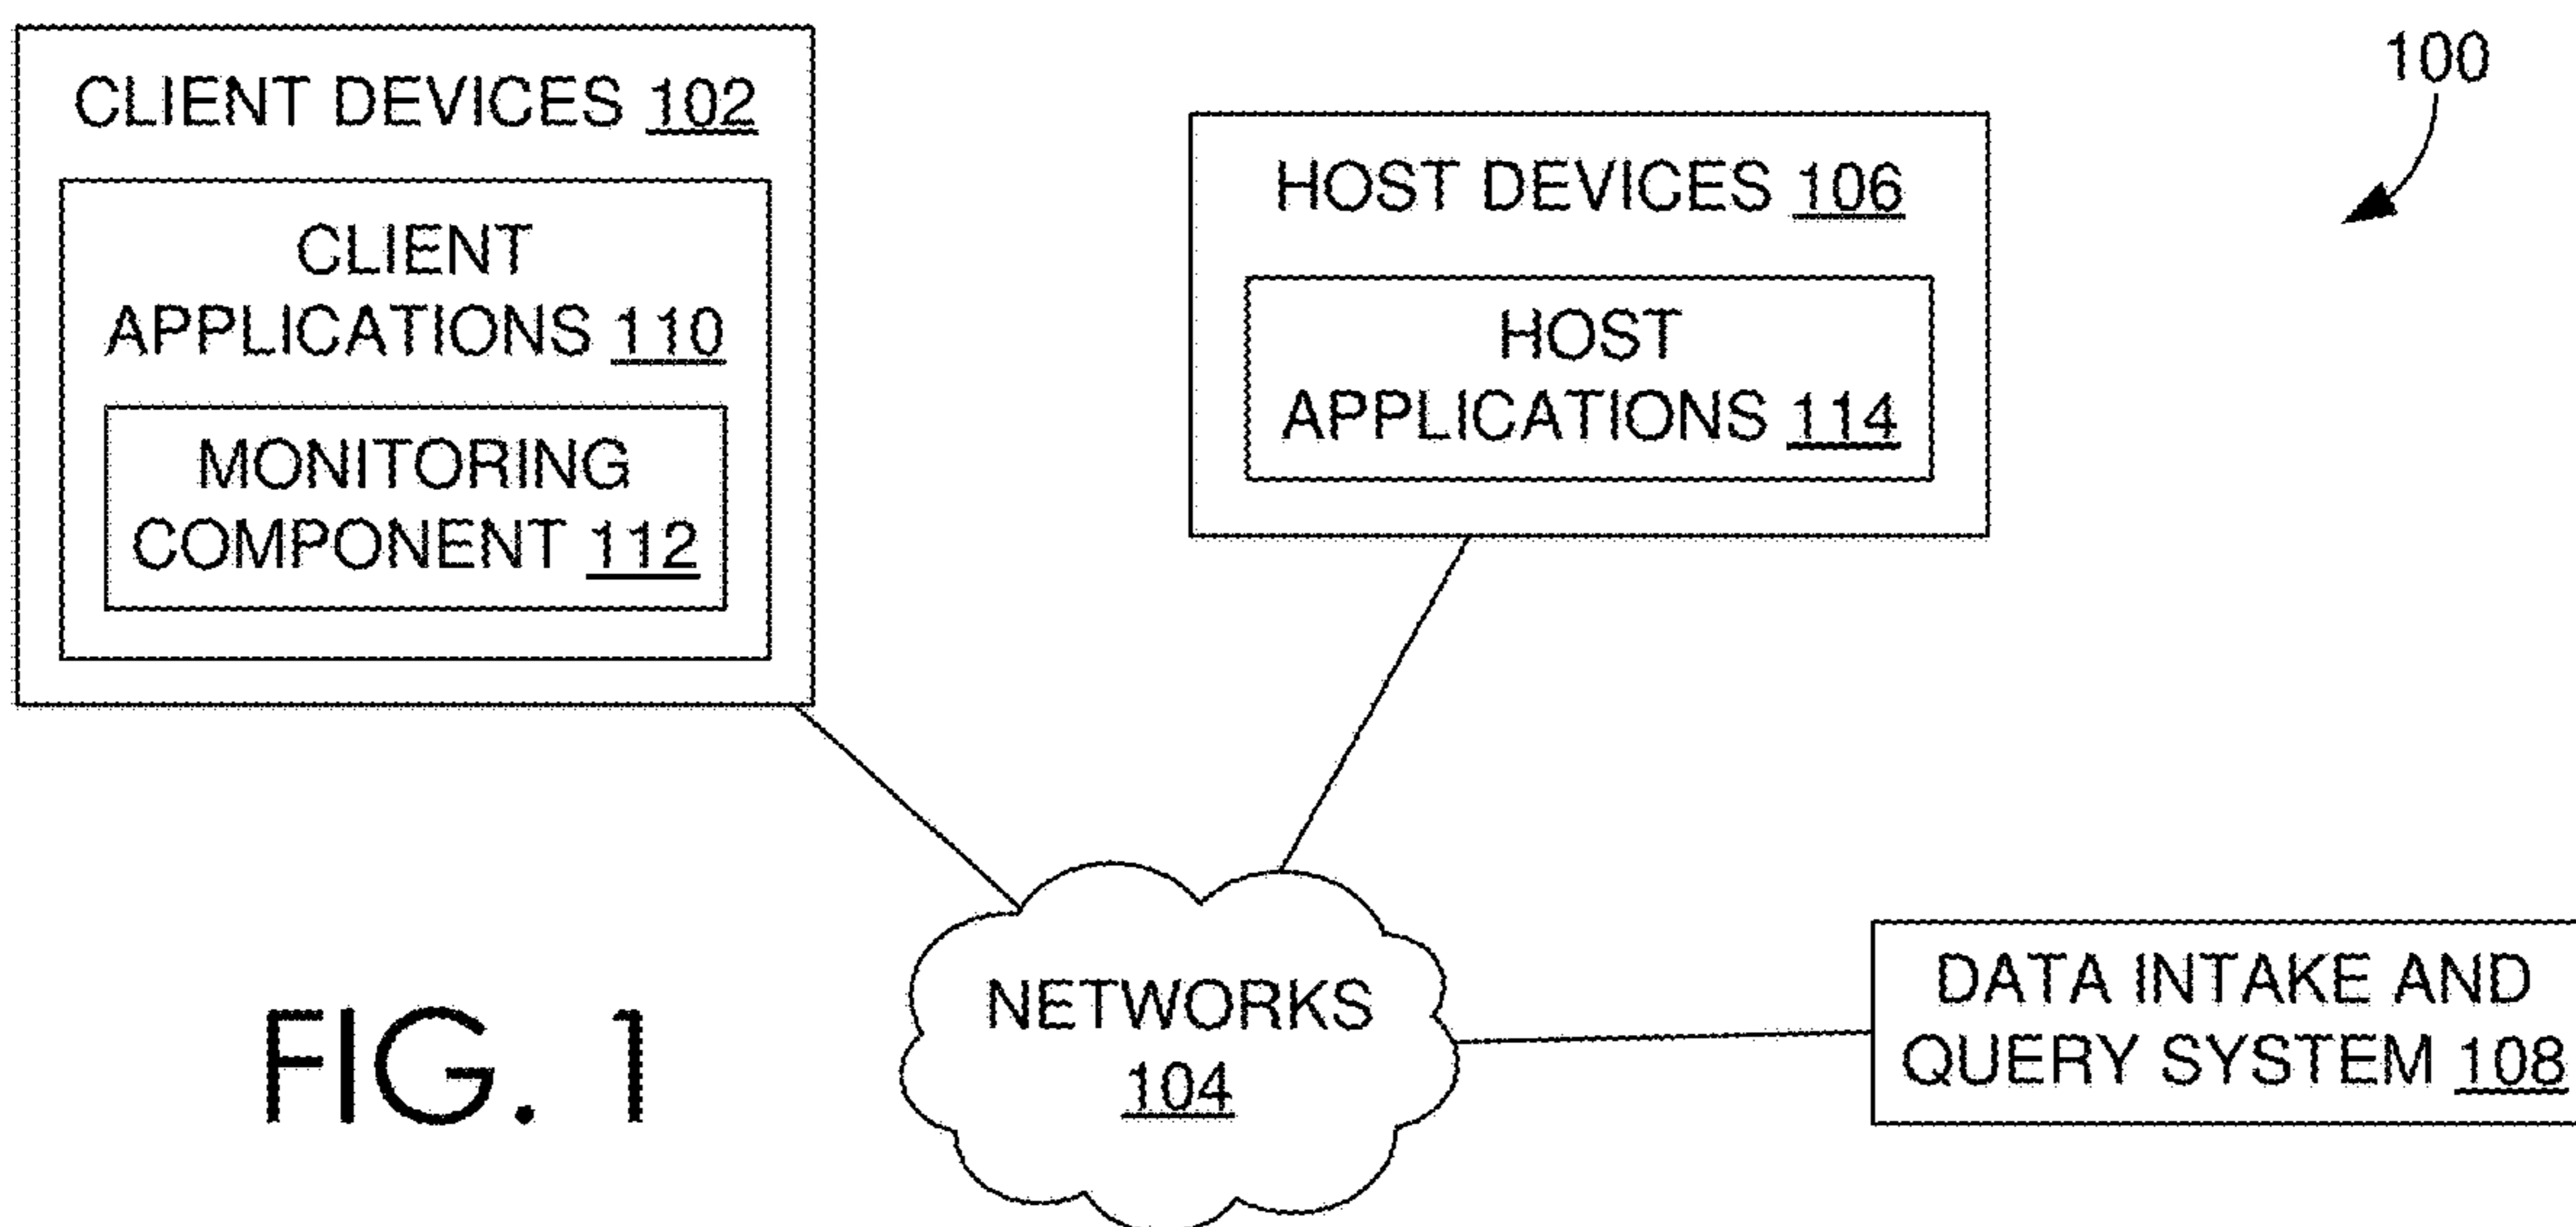 CLIENT DEVICES 102
CLIENT
APPLICATIONS 110
MONITORING
COMPONENT 112
HOST DEVICES 106
HOST
APPLICATIONS 114
100
NETWORKS
104
DATA INTAKE AND
QUERY SYSTEM 108
FIG. 1